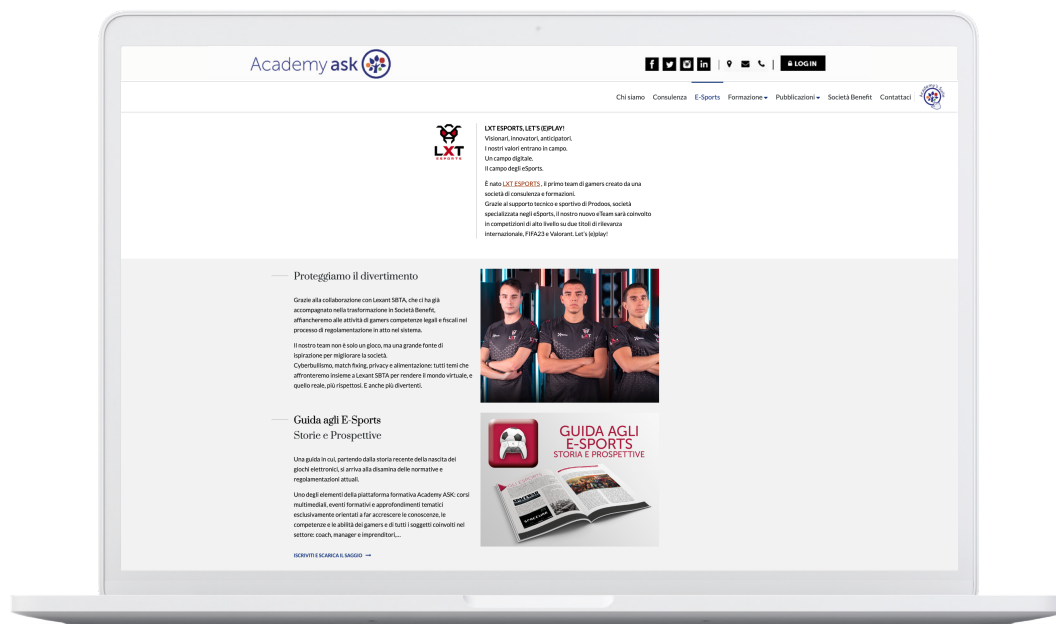 Academy ask
LOG IN
Chi siamo Consulenza E-Sports Formazione Pubblicazioni Società Benefit Contattaci
LXT
ESPORTS
LXT ESPORTS, LET'S (E)PLAY!
Visionari, innovatori, anticipatori.
I nostri valori entrano in campo.
Un campo digitale.
Il campo degli eSports.
È nato LXT ESPORTS , il primo team di gamers creato da una
società di consulenza e formazioni.
Grazie al supporto tecnico e sportivo di Prodoos, società
specializzata negli eSports, il nostro nuovo eTeam sarà coinvolto
in competizioni di alto livello su due titoli di rilevanza
internazionale, FIFA23 e Valorant. Let's (e)play!
Proteggiamo il divertimento
Grazie alla collaborazione con Lexant SBTA, che ci ha già
accompagnato nella trasformazione in Società Benefit,
affiancheremo alle attività di gamers competenze legali e fiscali nel
processo di regolamentazione in atto nel sistema.
Il nostro team non è solo un gioco, ma una grande fonte di
ispirazione per migliorare la società.
Cyberbullismo, match fixing, privacy e alimentazione: tutti temi che
affronteremo insieme a Lexant SBTA per rendere il mondo virtuale, e
quello reale, più rispettosi. E anche più divertenti.
LXT
LXT
Guida agli E-Sports
Storie e Prospettive
Una guida in cui, partendo dalla storia recente della nascita dei
giochi elettronici, si arriva alla disamina delle normative e
regolamentazioni attuali.
Uno degli elementi della piattaforma formativa Academy ASK: corsi
multimediali, eventi formativi e approfondimenti tematici
esclusivamente orientati a far accrescere le conoscenze, le
competenze e le abilità dei gamers e di tutti i soggetti coinvolti nel
settore: coach, manager e imprenditori,...
ISCRIVITI E SCARICA IL SAGGIO →
GUIDA AGLI
E-SPORTS
STORIA E PROSPETTIVE
SPACEWAR